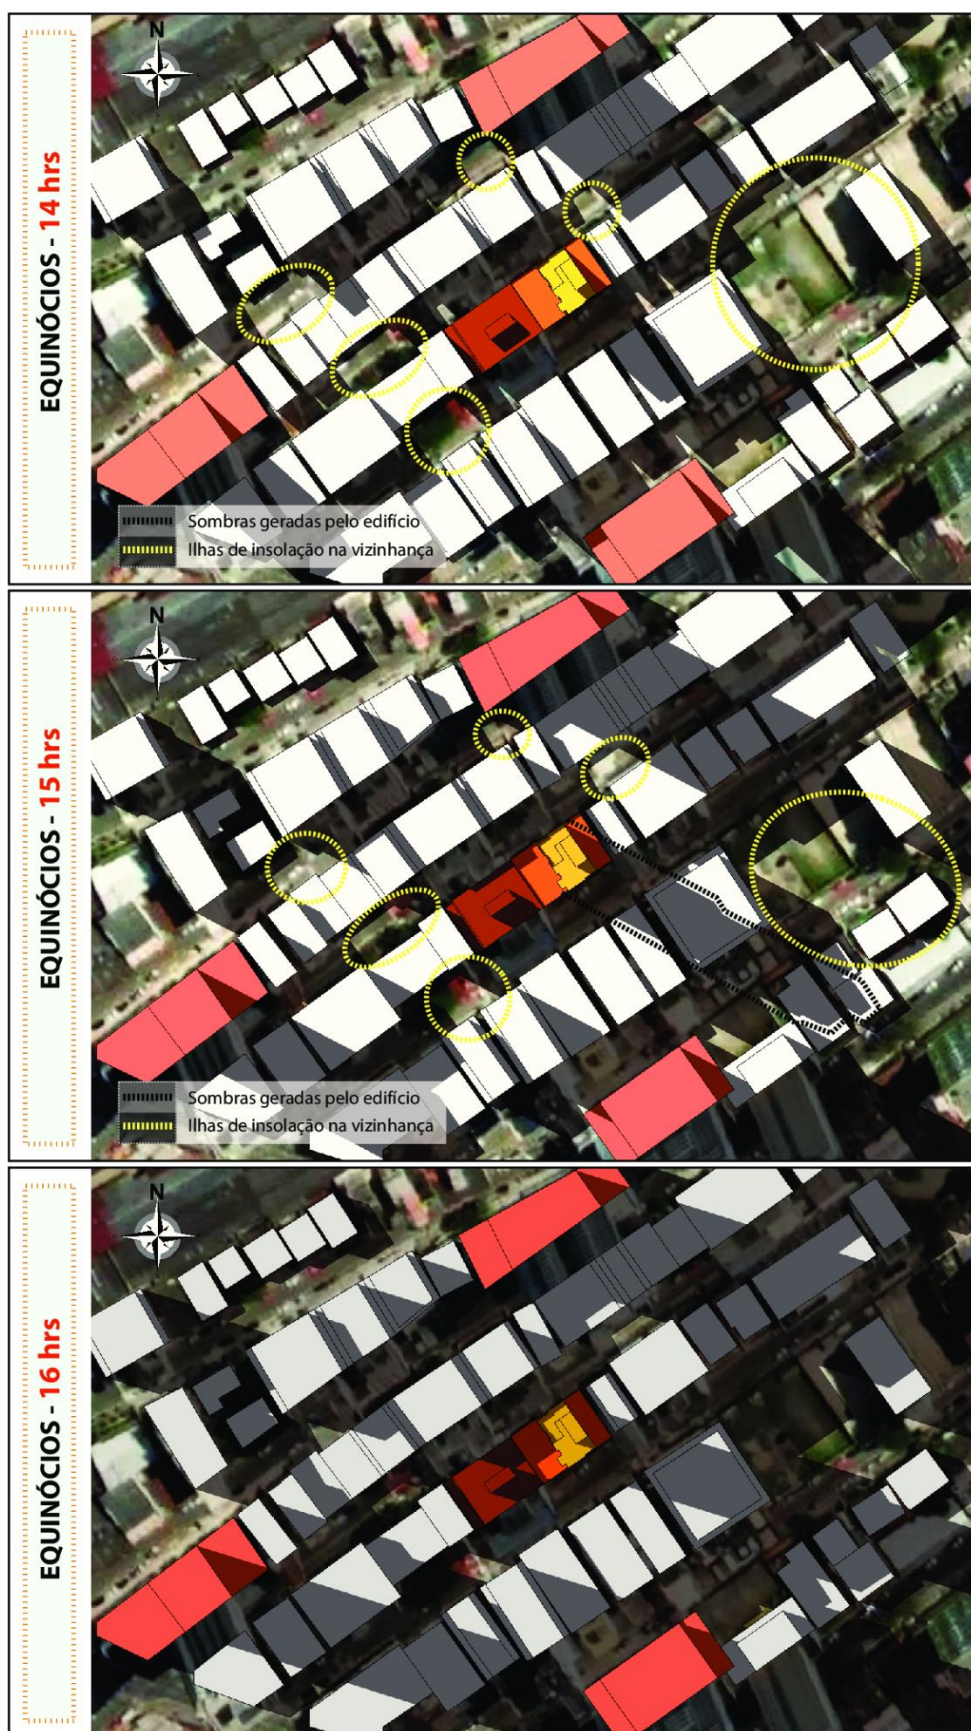 EQUINÓCIOS - 14 hrs
N
Sombras geradas pelo edifício
Ilhas de insolação na vizinhança
EQUINÓCIOS - 15 hrs
N
Sombras geradas pelo edifício
Ilhas de insolação na vizinhança
EQUINÓCIOS - 16 hrs
N